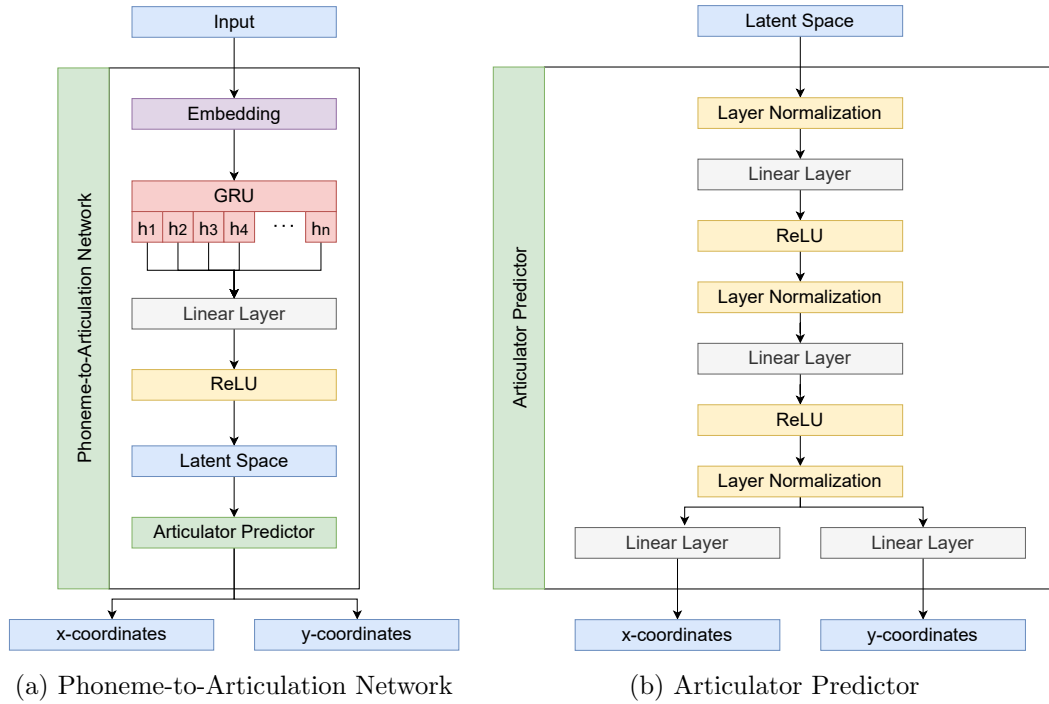 Input
Phoneme-to-Articulation Network
Embedding
GRU
h1 h2 h3 h4 ... hn
Linear Layer
ReLU
Latent Space
Articulator Predictor
x-coordinates y-coordinates
(a) Phoneme-to-Articulation Network
Latent Space
Articulator Predictor
Layer Normalization
Linear Layer
ReLU
Layer Normalization
Linear Layer
ReLU
Layer Normalization
Linear Layer Linear Layer
x-coordinates y-coordinates
(b) Articulator Predictor